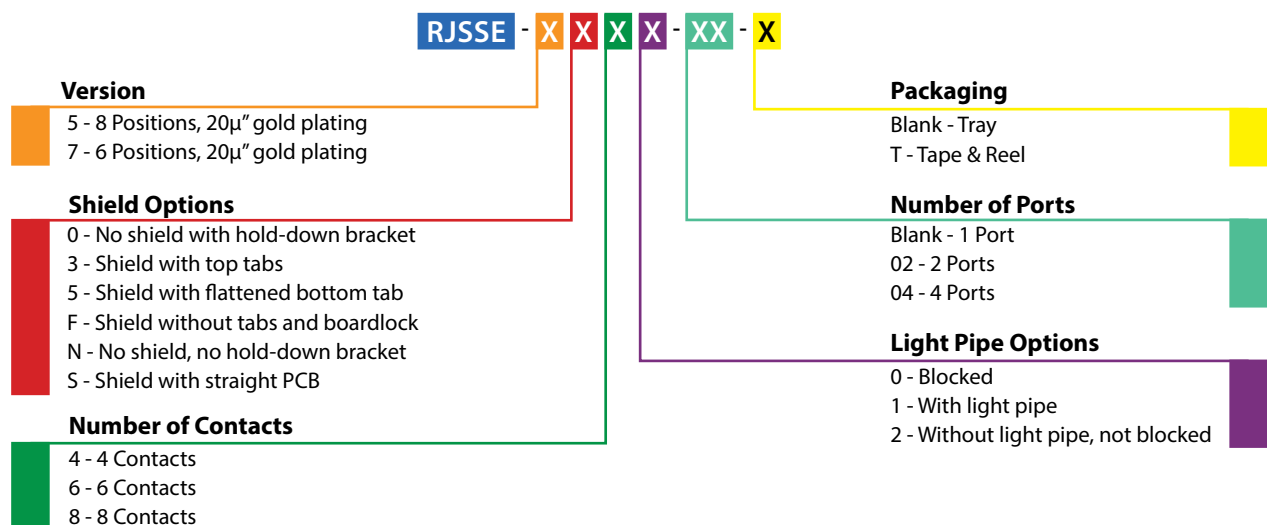 RJSSE - X X X X - XX - X
Version
5 - 8 Positions, 20µ” gold plating
7 - 6 Positions, 20µ” gold plating
Shield Options
0 - No shield with hold-down bracket
3 - Shield with top tabs
5 - Shield with flattened bottom tab
F - Shield without tabs and boardlock
N - No shield, no hold-down bracket
S - Shield with straight PCB
Number of Contacts
4 - 4 Contacts
6 - 6 Contacts
8 - 8 Contacts
Packaging
Blank - Tray
T - Tape & Reel
Number of Ports
Blank - 1 Port
02 - 2 Ports
04 - 4 Ports
Light Pipe Options
0 - Blocked
1 - With light pipe
2 - Without light pipe, not blocked